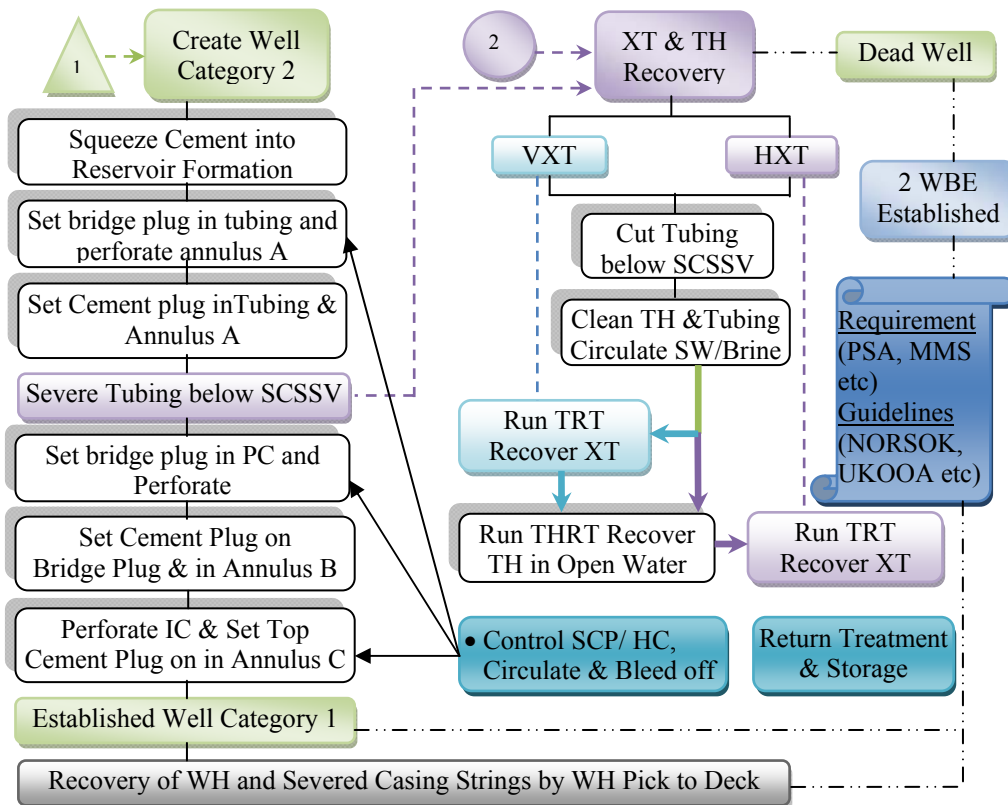 1
Create Well
Category 2
Squeeze Cement into
Reservoir Formation
Set bridge plug in tubing and
perforate annulus A
Set Cement plug inTubing &
Annulus A
Severe Tubing below SCSSV
Set bridge plug in PC and
Perforate
Set Cement Plug on
Bridge Plug & in Annulus B
Perforate IC & Set Top
Cement Plug on in Annulus C
Established Well Category 1
Recovery of WH and Severed Casing Strings by WH Pick to Deck
2
XT & TH
Recovery
VXT
HXT
Cut Tubing
below SCSSV
Clean TH &Tubing
Circulate SW/Brine
Run TRT
Recover XT
Run THRT Recover
TH in Open Water
Run TRT
Recover XT
• Control SCP/ HC,
Circulate & Bleed off
Return Treatment
& Storage
Dead Well
2 WBE
Established
Requirement
(PSA, MMS
etc)
Guidelines
(NORSOK,
UKOOA etc)